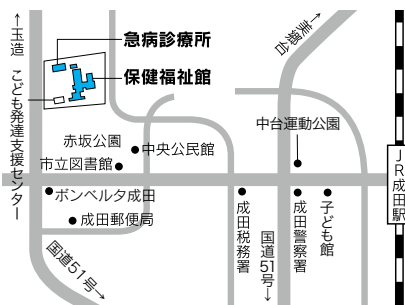 ←玉造
こども発達支援センター
急病診療所
保健福祉館
←美郷台
中台運動公園
赤坂公園
中央公民館
市立図書館
ボンベルタ成田
成田郵便局
国道51号→
成田税務署
国道51号→
成田警察署
子ども館
JR成田駅